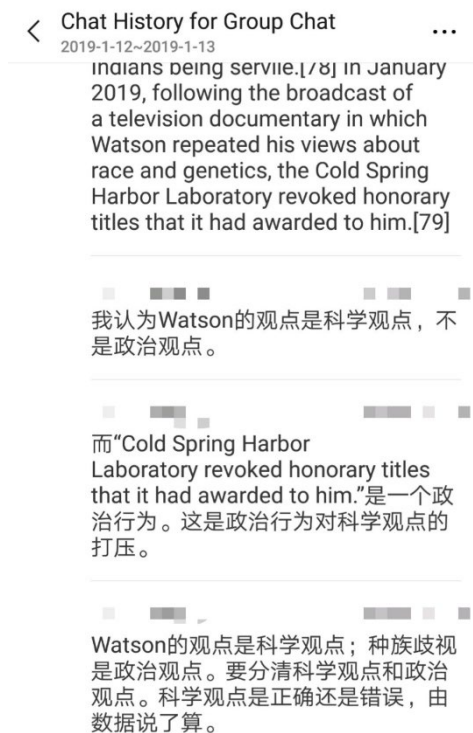 Chat History for Group Chat
2019-1-12~2019-1-13
Indians being servile.[78] In January
2019, following the broadcast of
a television documentary in which
Watson repeated his views about
race and genetics, the Cold Spring
Harbor Laboratory revoked honorary
titles that it had awarded to him.[79]
我认为Watson的观点是科学观点，不
是政治观点。
而“Cold Spring Harbor
Laboratory revoked honorary titles
that it had awarded to him.”是一个政
治行为。这是政治行为对科学观点的
打压。
Watson的观点是科学观点；种族歧视
是政治观点。要分清科学观点和政治
观点。科学观点是正确还是错误，由
数据说了算。